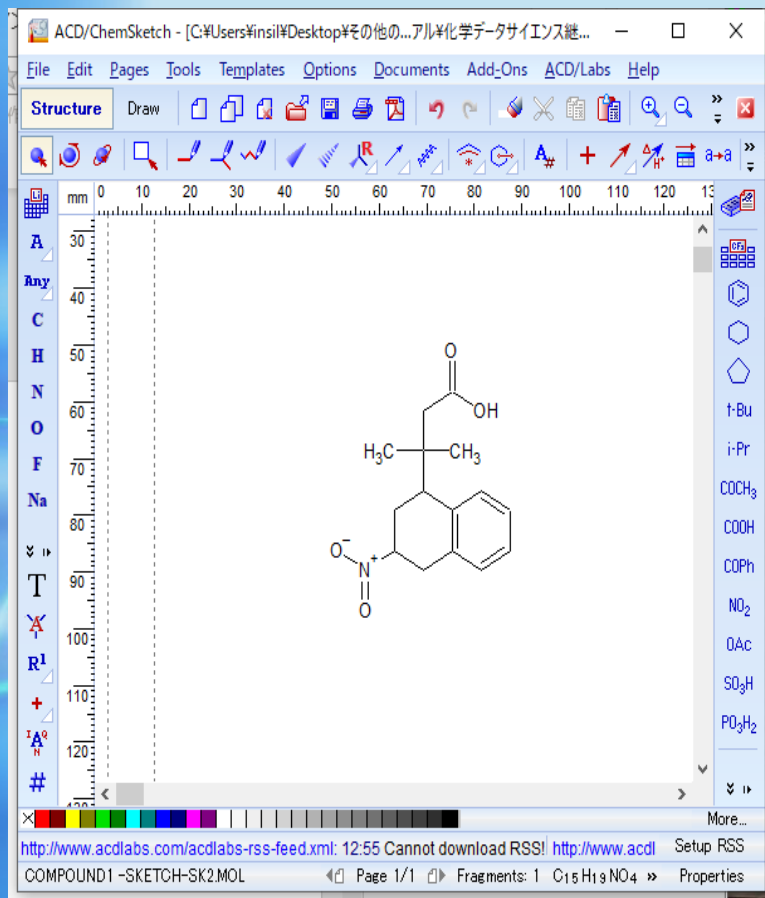 ACD/ChemSketch - [C:¥Users¥insil¥Desktop¥その他の...アル¥化学データサイエンス継...
File Edit Pages Tools Templates Options Documents Add-Ons ACD/Labs Help
Structure Draw
R A# + H+ a→a
Li mm 0 10 20 30 40 50 60 70 80 90 100 110 120 13
A 30
Any 40
C
H 50
N 60
O
F 70
Na
80
T 90
A 100
R1
+ 110
120
#
O
OH
H3C CH3
O−
N+
O
CF3
t-Bu
i-Pr
COCH3
COOH
COPh
NO2
OAc
SO3H
PO3H2
More...
http://www.acdlabs.com/acdlabs-rss-feed.xml: 12:55 Cannot download RSS! http://www.acdl Setup RSS
COMPOUND1 -SKETCH-SK2.MOL Page 1/1 Fragments: 1 C15H19NO4 Properties